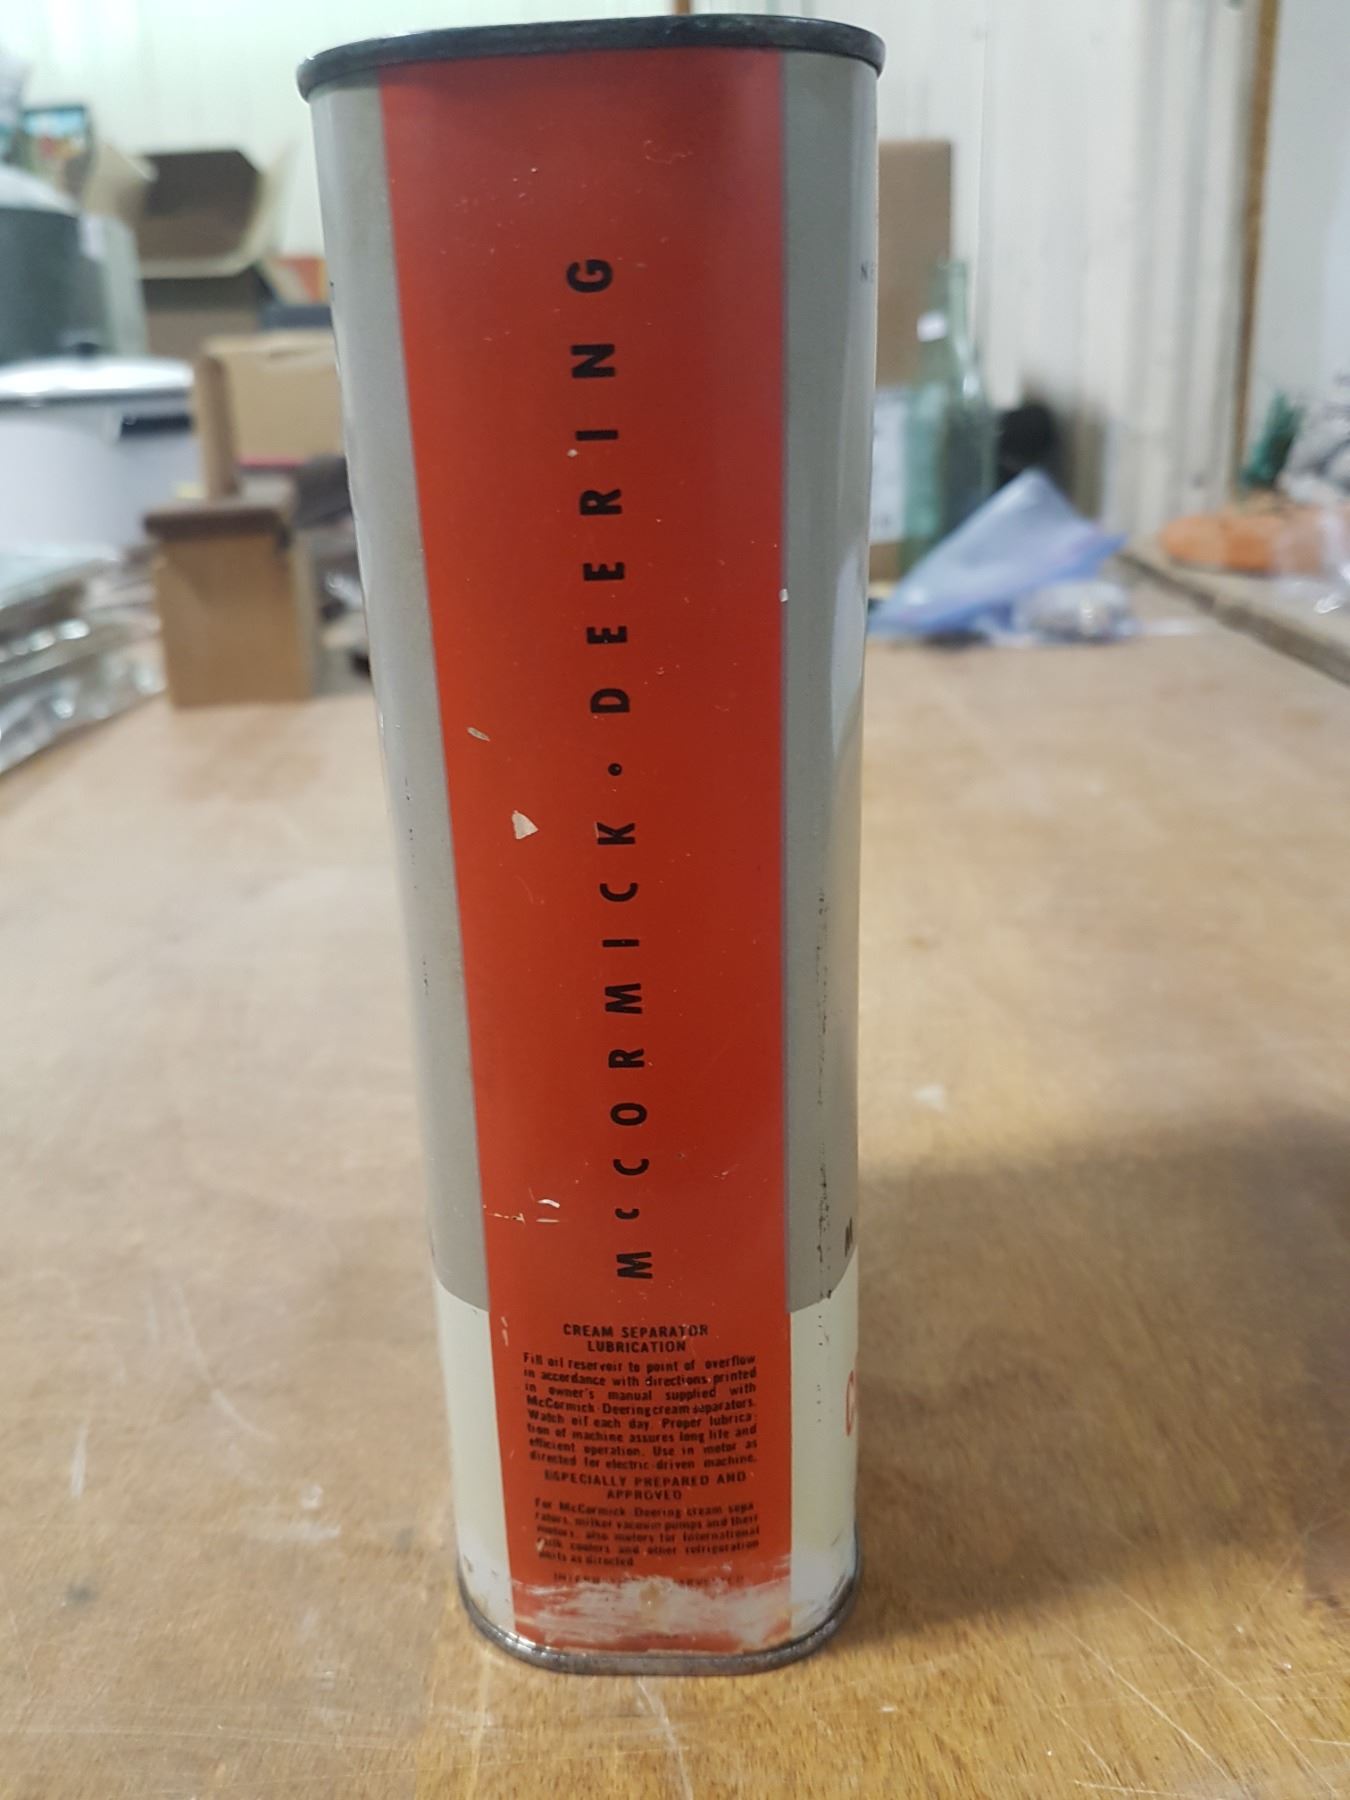 McCORMICK · DEERING
CREAM SEPARATOR
LUBRICATION
Fill oil reservoir to point of overflow
in accordance with directions printed
in owner's manual supplied with
McCormick-Deering cream separators.
Watch oil each day. Proper lubrica-
tion of machine assures long life and
efficient operation. Use in motor as
directed for electric-driven machine.
ESPECIALLY PREPARED AND
APPROVED
For McCormick-Deering cream sepa-
rators, milker vacuum pumps and their
motors, also motors for International
milk coolers and other refrigeration
units as directed